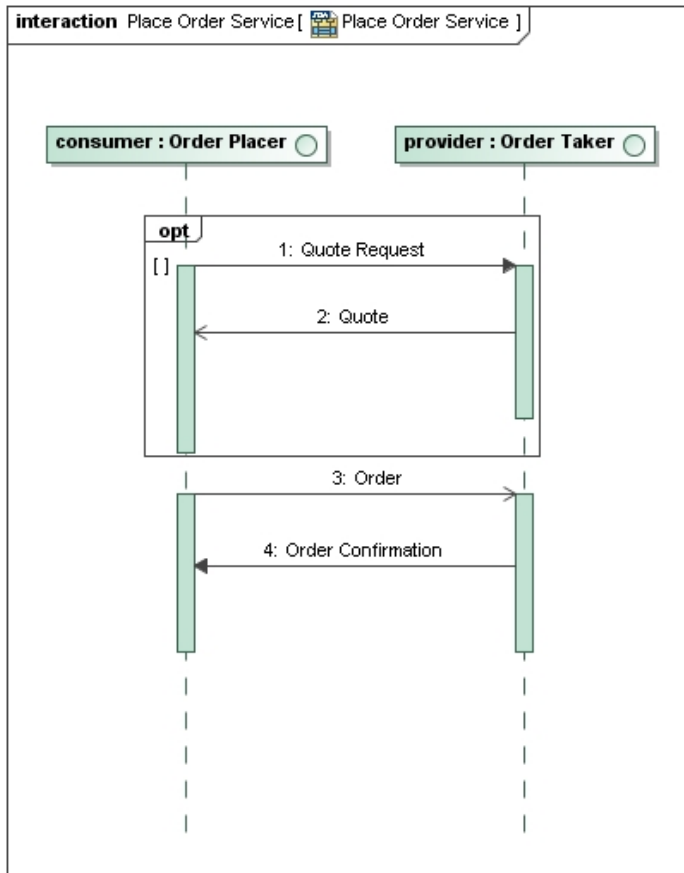 interaction Place Order Service [ Place Order Service ]
consumer : Order Placer
provider : Order Taker
opt
[ ]
1: Quote Request
2: Quote
3: Order
4: Order Confirmation